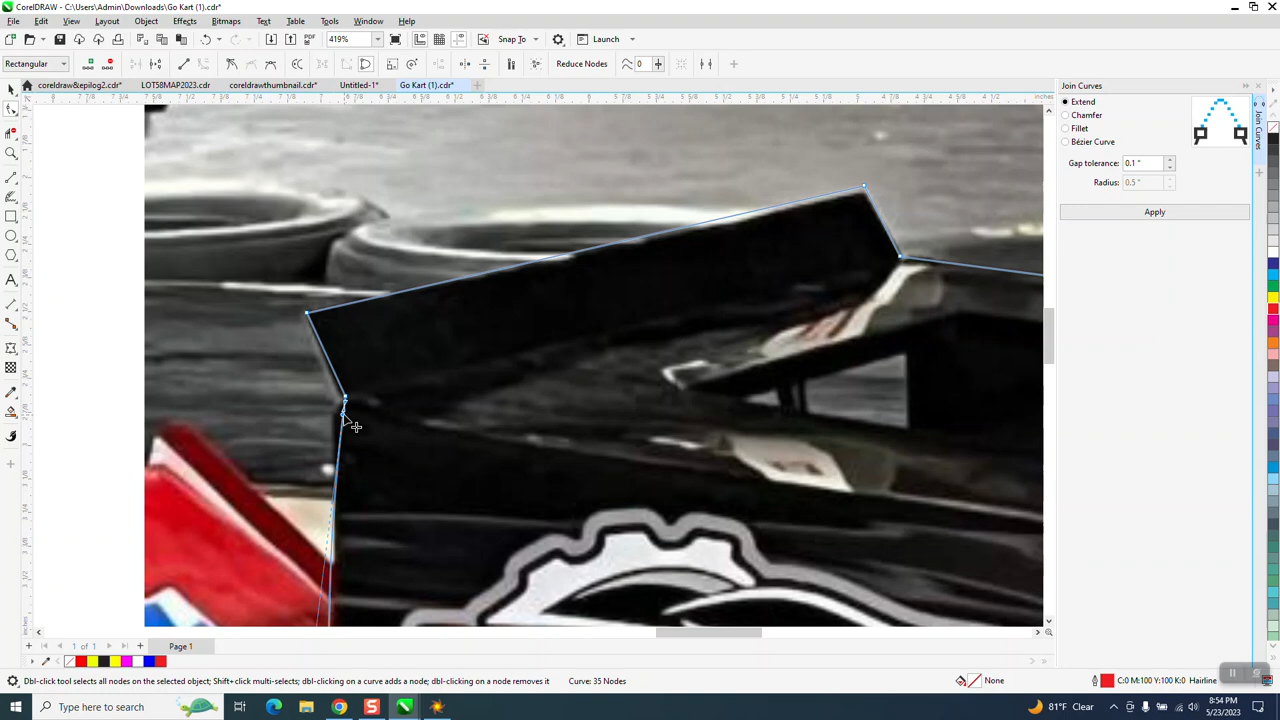 CorelDRAW - C:\Users\Admin\Downloads\Go Kart (1).cdr*
File Edit View Layout Object Effects Bitmaps Text Table Tools Window Help
419% Snap To Launch
Rectangular Reduce Nodes 0
coreldraw&epilog2.cdr* LOT58MAP2023.cdr coreldrawthumbnail.cdr* Untitled-1* Go Kart (1).cdr*
Join Curves
Extend
Chamfer
Fillet
Bézier Curve
Gap tolerance: 0.1 "
Radius: 0.5 "
Apply
Join Curves
inches
inches
1 of 1 Page 1
Dbl-click tool selects all nodes on the selected object; Shift+click multi-selects; dbl-clicking on a curve adds a node; dbl-clicking on a node removes it Curve: 35 Nodes None C:0 M:100 Y:100 K:0 Hairline
Type here to search 81°F Clear 8:54 PM
5/23/2023